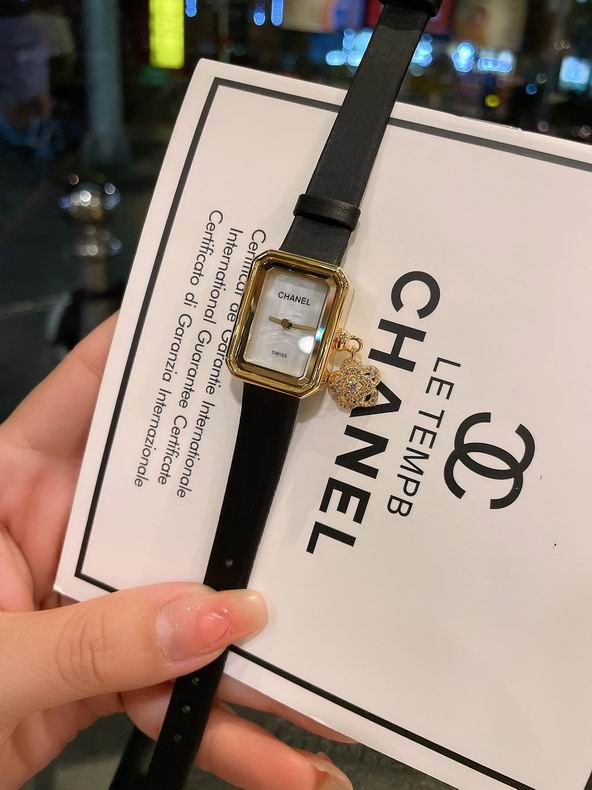 CHANEL
SWISS
CHANEL
LE TEMPB
Certificat de Garantie Internationale
International Guarantee Certificate
Certificato di Garanzia Internazionale